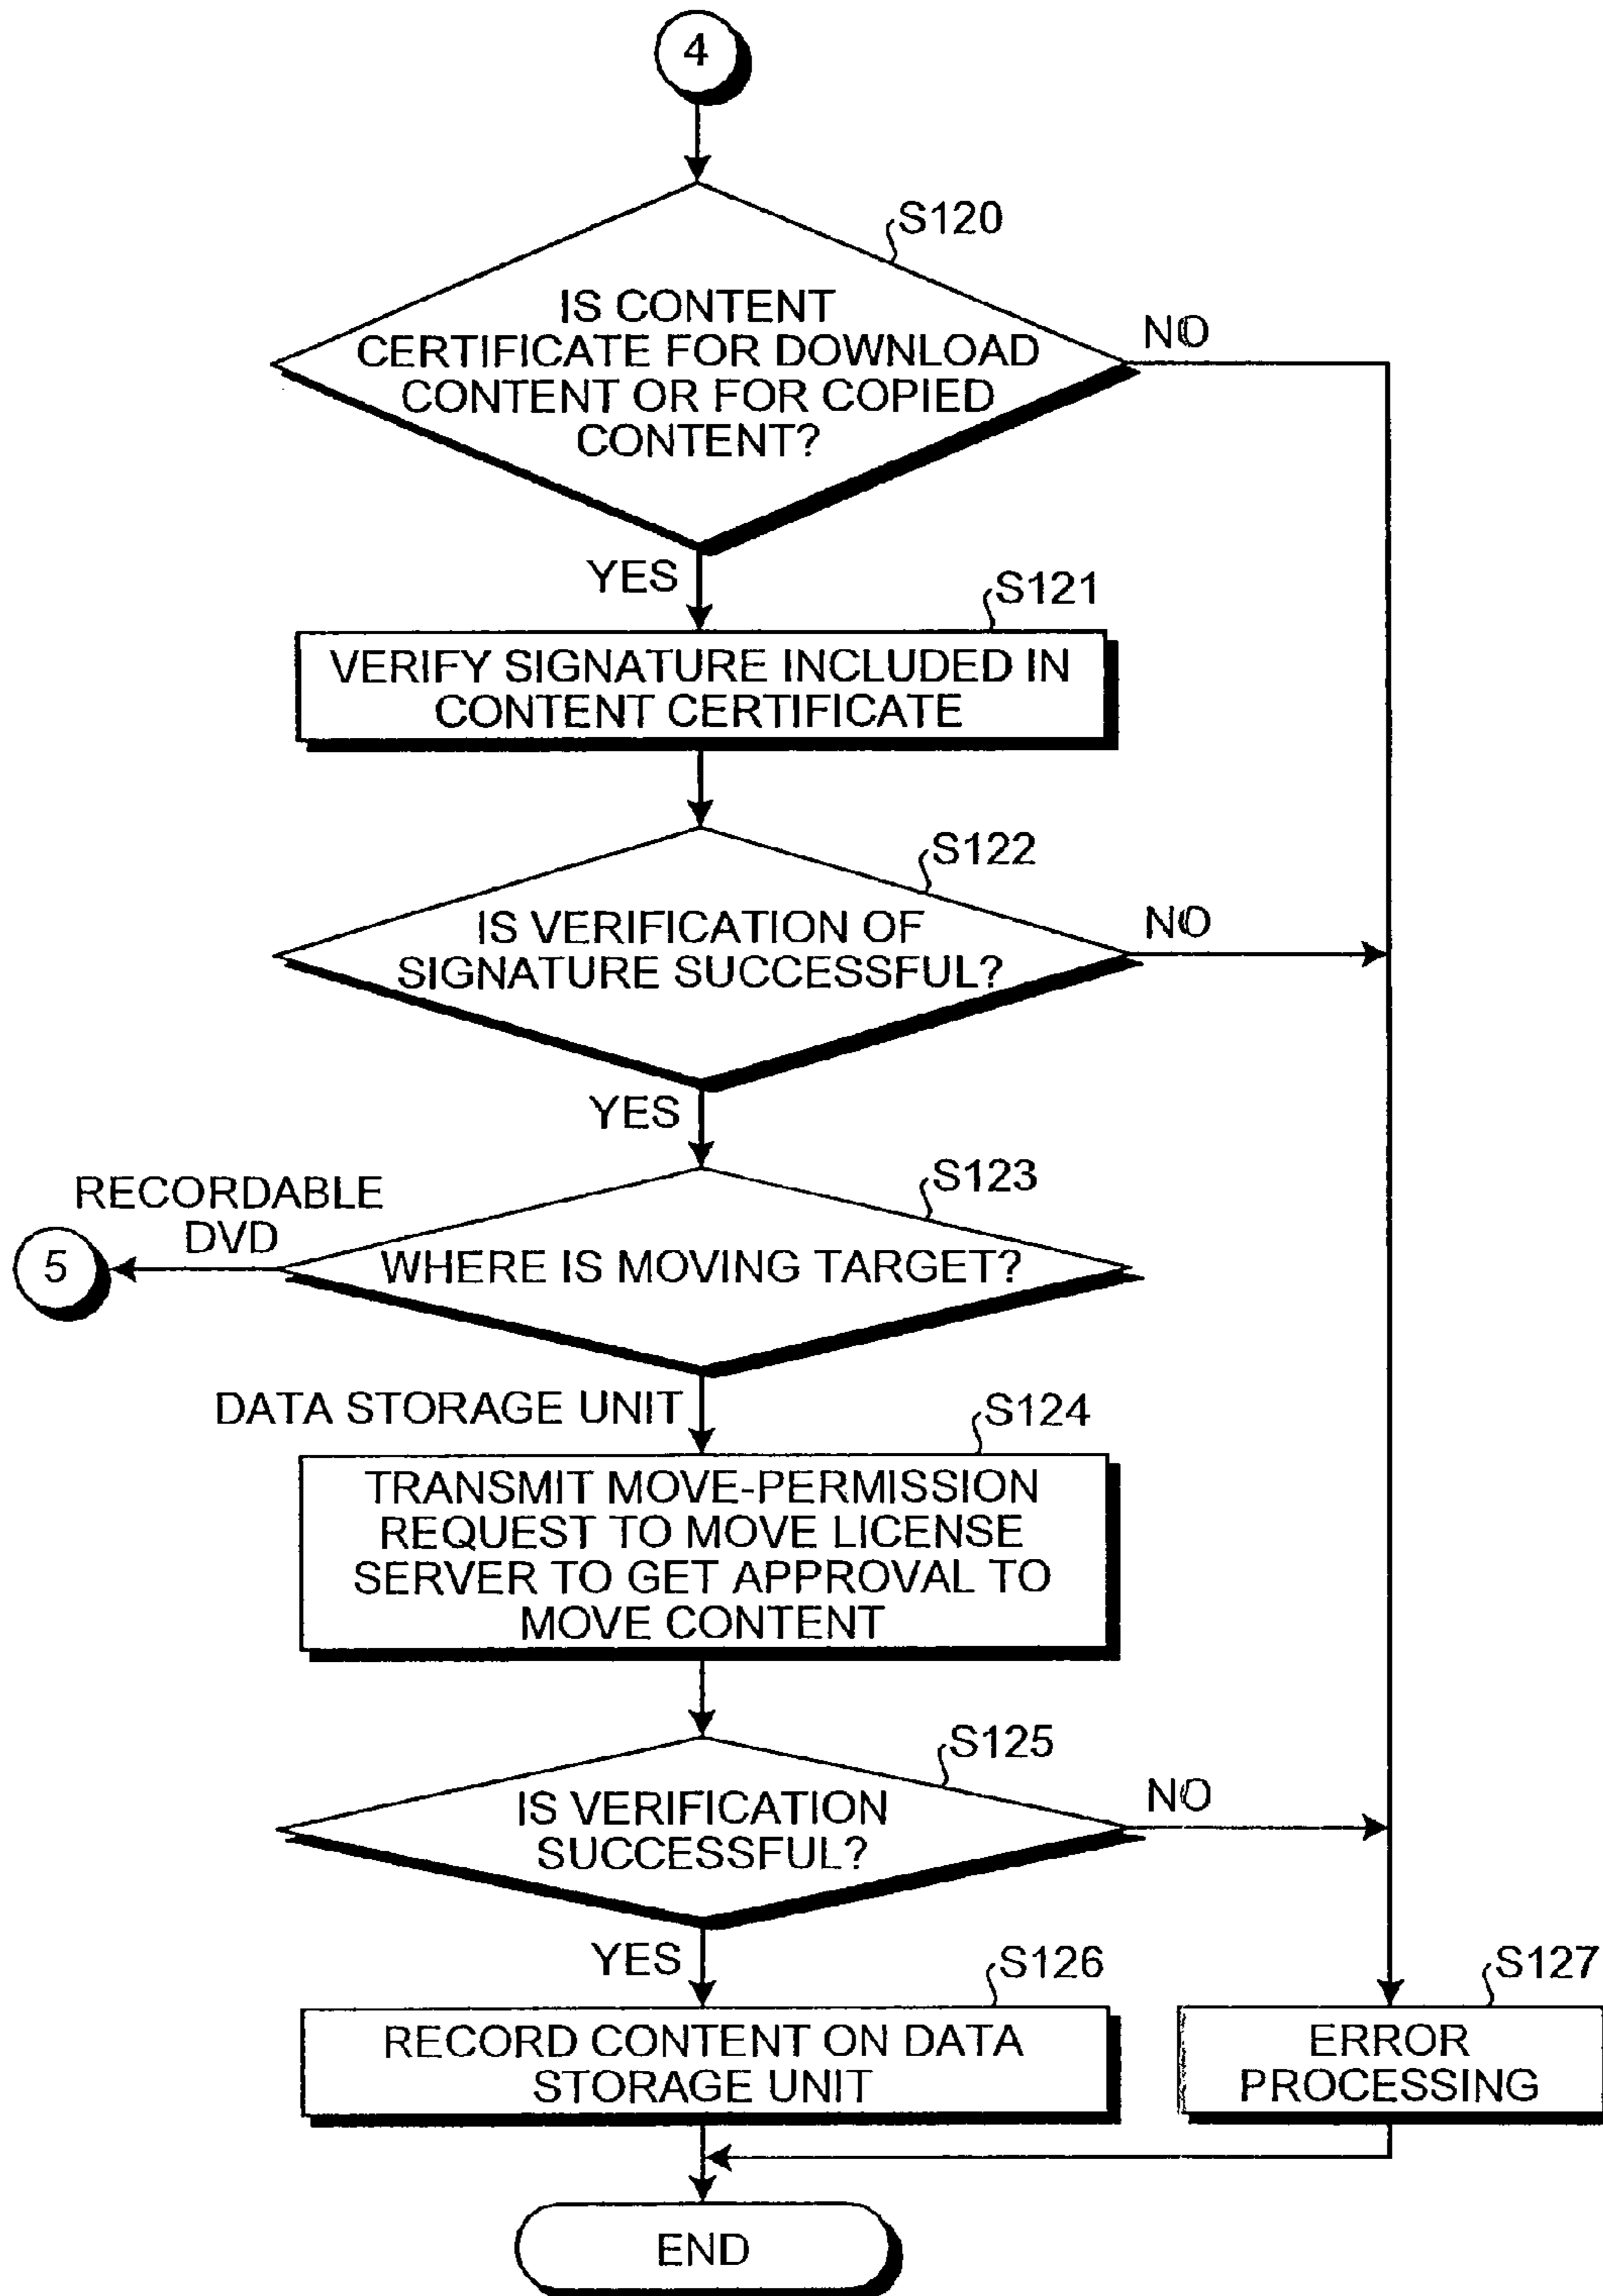 4
S120
IS CONTENT
CERTIFICATE FOR DOWNLOAD
CONTENT OR FOR COPIED
CONTENT?
NO
YES
S121
VERIFY SIGNATURE INCLUDED IN
CONTENT CERTIFICATE
S122
IS VERIFICATION OF
SIGNATURE SUCCESSFUL?
NO
YES
S123
RECORDABLE
DVD
5
WHERE IS MOVING TARGET?
DATA STORAGE UNIT
S124
TRANSMIT MOVE-PERMISSION
REQUEST TO MOVE LICENSE
SERVER TO GET APPROVAL TO
MOVE CONTENT
S125
IS VERIFICATION
SUCCESSFUL?
NO
YES
S126
RECORD CONTENT ON DATA
STORAGE UNIT
S127
ERROR
PROCESSING
END